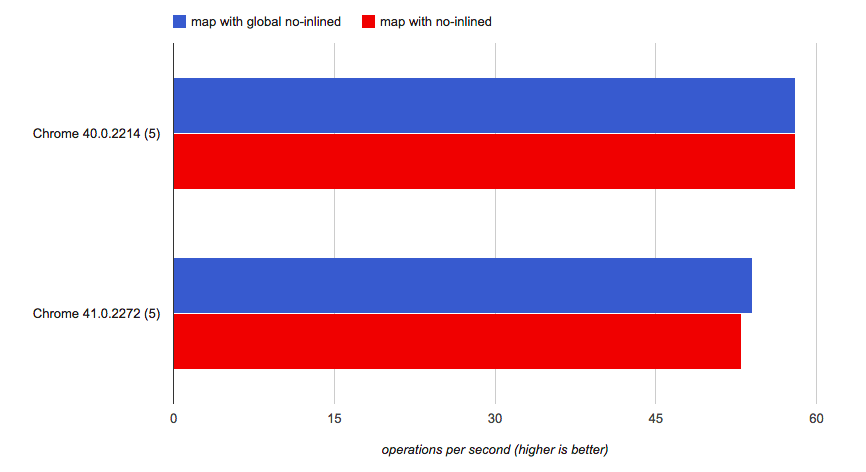 map with global no-inlined map with no-inlined
Chrome 40.0.2214 (5)
Chrome 41.0.2272 (5)
0 15 30 45 60
operations per second (higher is better)